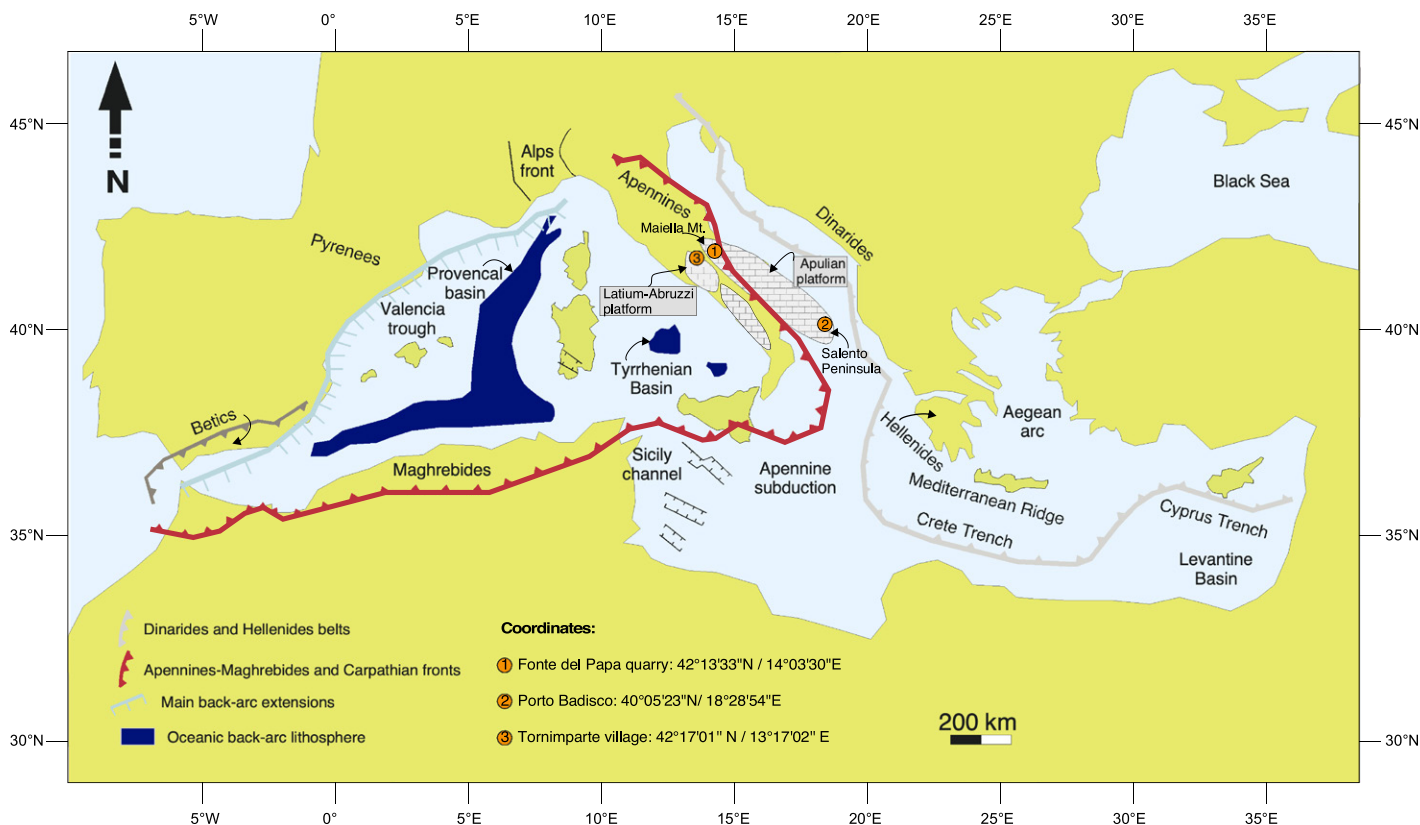 5°W 0° 5°E 10°E 15°E 20°E 25°E 30°E 35°E
45°N
45°N
N
Alps
front
Apennines
Black Sea
Dinarides
Maiella Mt.
Pyrenees
1
3
Provencal
basin
Apulian
platform
Latium-Abruzzi
platform
Valencia
trough
2
40°N
40°N
Salento
Peninsula
Tyrrhenian
Basin
Betics
Aegean
arc
Hellenides
Maghrebides
Sicily
channel
Apennine
subduction
Mediterranean Ridge
Crete Trench
Cyprus Trench
35°N
35°N
Levantine
Basin
Dinarides and Hellenides belts
Apennines-Maghrebides and Carpathian fronts
Main back-arc extensions
Oceanic back-arc lithosphere
Coordinates:
1 Fonte del Papa quarry: 42°13'33"N / 14°03'30"E
2 Porto Badisco: 40°05'23"N/ 18°28'54"E
3 Tornimparte village: 42°17'01" N / 13°17'02" E
200 km
30°N
30°N
5°W 0° 5°E 10°E 15°E 20°E 25°E 30°E 35°E